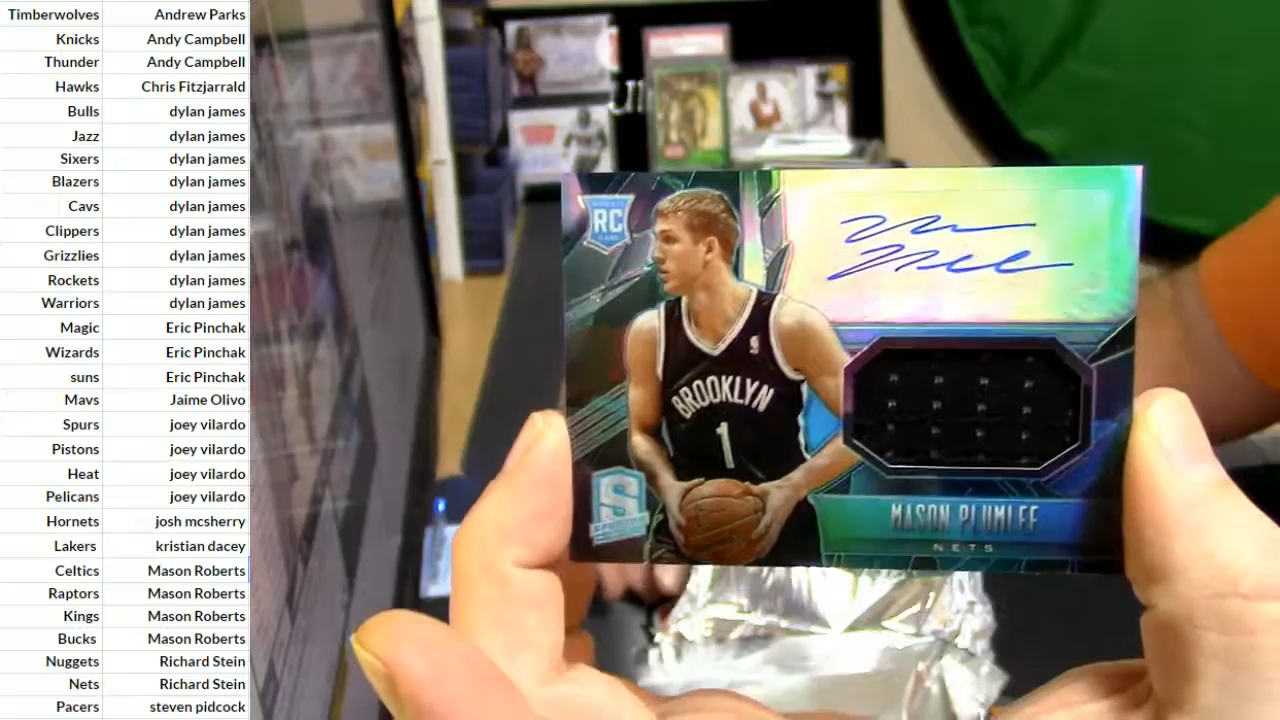 Timberwolves Andrew Parks
Knicks Andy Campbell
Thunder Andy Campbell
Hawks Chris Fitzjarrald
Bulls dylan james
Jazz dylan james
Sixers dylan james
Blazers dylan james
Cavs dylan james
Clippers dylan james
Grizzlies dylan james
Rockets dylan james
Warriors dylan james
Magic Eric Pinchak
Wizards Eric Pinchak
suns Eric Pinchak
Mavs Jaime Olivo
Spurs joey vilardo
Pistons joey vilardo
Heat joey vilardo
Pelicans joey vilardo
Hornets josh mcsherry
Lakers kristian dacey
Celtics Mason Roberts
Raptors Mason Roberts
Kings Mason Roberts
Bucks Mason Roberts
Nuggets Richard Stein
Nets Richard Stein
Pacers steven pidcock
RC
BROOKLYN
1
S
MASON PLUMLEE
NETS